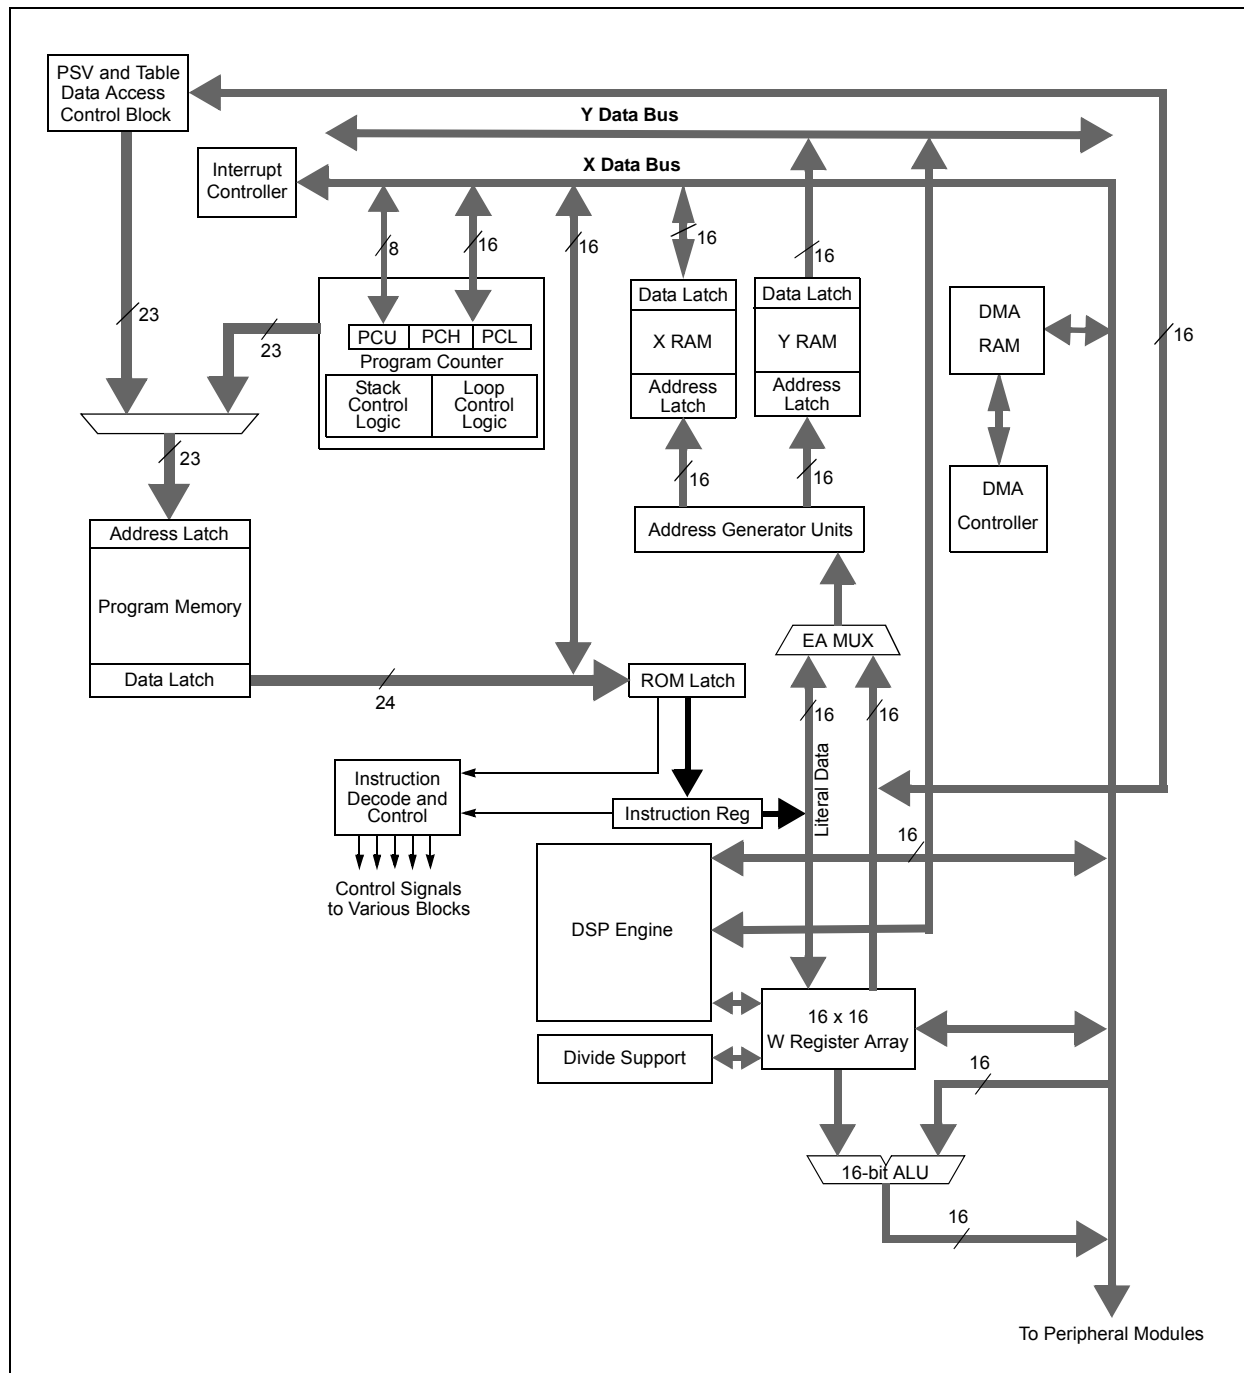 PSV and Table
Data Access
Control Block
Y Data Bus
X Data Bus
Interrupt
Controller
8
16
16
16
16
23
23
PCU
PCH
PCL
Program Counter
Stack
Control
Logic
Loop
Control
Logic
Data Latch
X RAM
Address
Latch
Data Latch
Y RAM
Address
Latch
DMA
RAM
16
23
16
16
Address Generator Units
DMA
Controller
Address Latch
Program Memory
Data Latch
24
ROM Latch
EA MUX
16
16
Literal Data
Instruction
Decode and
Control
Instruction Reg
Control Signals
to Various Blocks
16
DSP Engine
16 x 16
W Register Array
Divide Support
16
16-bit ALU
16
To Peripheral Modules